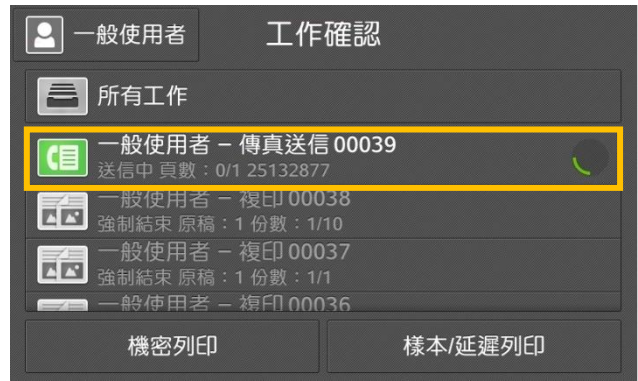 一般使用者
工作確認
所有工作
一般使用者 – 傳真送信 00039
送信中 頁數：0/1 25132877
一般使用者 – 複印 00038
強制結束 原稿：1 份數：1/10
一般使用者 – 複印 00037
強制結束 原稿：1 份數：1/1
一般使用者 – 複印 00036
機密列印
樣本/延遲列印